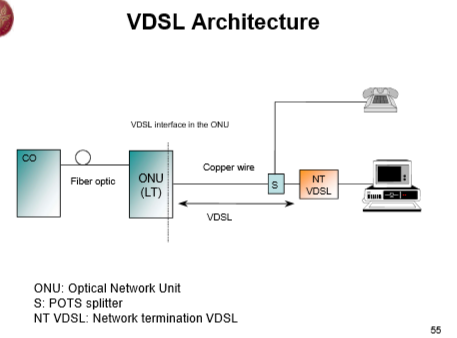 VDSL Architecture
VDSL interface in the ONU
CO
Fiber optic
ONU
(LT)
Copper wire
S
NT
VDSL
VDSL
ONU: Optical Network Unit
S: POTS splitter
NT VDSL: Network termination VDSL
55